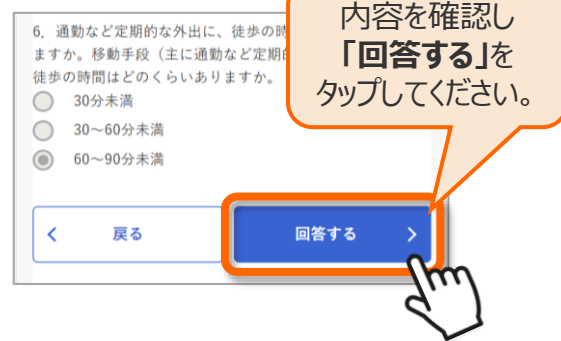 6. 通勤など定期的な外出に、徒歩の時
ますか。移動手段（主に通勤など定期
徒歩の時間はどのくらいありますか。
30分未満
30～60分未満
60～90分未満
戻る
回答する
内容を確認し
「回答する」を
タップしてください。